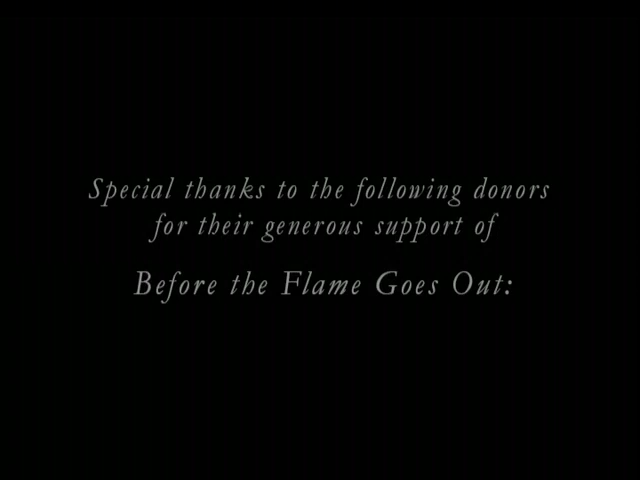 Special thanks to the following donors
for their generous support of
Before the Flame Goes Out: